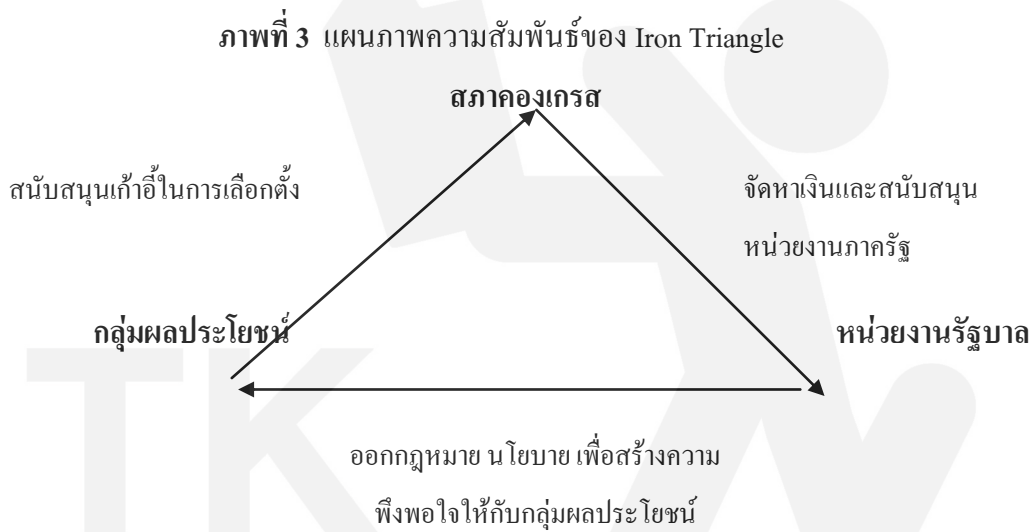 ภาพที่ 3 แผนภาพความสัมพันธ์ของ Iron Triangle
สภาคองเกรส
สนับสนุนเก้าอี้ในการเลือกตั้ง
จัดหาเงินและสนับสนุน
หน่วยงานภาครัฐ
กลุ่มผลประโยชน์
หน่วยงานรัฐบาล
ออกกฎหมาย นโยบาย เพื่อสร้างความ
พึงพอใจให้กับกลุ่มผลประโยชน์
TK